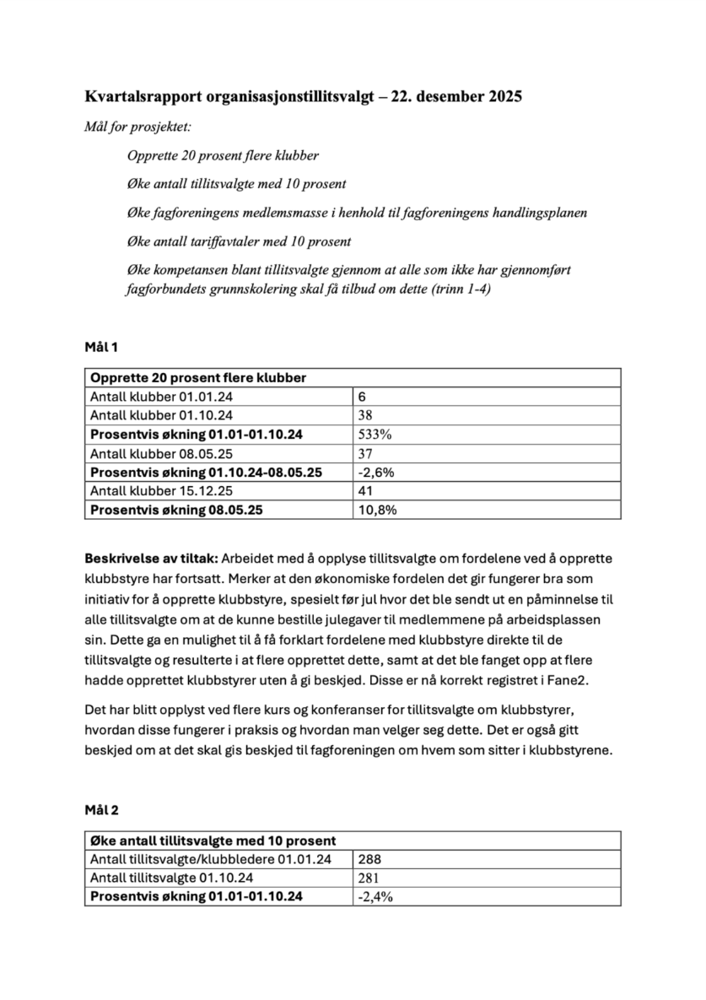 Kvartalsrapport organisasjonstillitsvalgt – 22. desember 2025
Mål for prosjektet:
Opprette 20 prosent flere klubber
Øke antall tillitsvalgte med 10 prosent
Øke fagforeningens medlemsmasse i henhold til fagforeningens handlingsplanen
Øke antall tariffavtaler med 10 prosent
Øke kompetansen blant tillitsvalgte gjennom at alle som ikke har gjennomført
fagforbundets grunnskolering skal få tilbud om dette (trinn 1-4)
Mål 1
Opprette 20 prosent flere klubber
Antall klubber 01.01.24 6
Antall klubber 01.10.24 38
Prosentvis økning 01.01-01.10.24 533%
Antall klubber 08.05.25 37
Prosentvis økning 01.10.24-08.05.25 -2,6%
Antall klubber 15.12.25 41
Prosentvis økning 08.05.25 10,8%
Beskrivelse av tiltak: Arbeidet med å opplyse tillitsvalgte om fordelene ved å opprette
klubbstyre har fortsatt. Merker at den økonomiske fordelen det gir fungerer bra som
initiativ for å opprette klubbstyre, spesielt før jul hvor det ble sendt ut en påminnelse til
alle tillitsvalgte om at de kunne bestille julegaver til medlemmene på arbeidsplassen
sin. Dette ga en mulighet til å få forklart fordelene med klubbstyre direkte til de
tillitsvalgte og resulterte i at flere opprettet dette, samt at det ble fanget opp at flere
hadde opprettet klubbstyrer uten å gi beskjed. Disse er nå korrekt registret i Fane2.
Det har blitt opplyst ved flere kurs og konferanser for tillitsvalgte om klubbstyrer,
hvordan disse fungerer i praksis og hvordan man velger seg dette. Det er også gitt
beskjed om at det skal gis beskjed til fagforeningen om hvem som sitter i klubbstyrene.
Mål 2
Øke antall tillitsvalgte med 10 prosent
Antall tillitsvalgte/klubbledere 01.01.24 288
Antall tillitsvalgte 01.10.24 281
Prosentvis økning 01.01-01.10.24 -2,4%